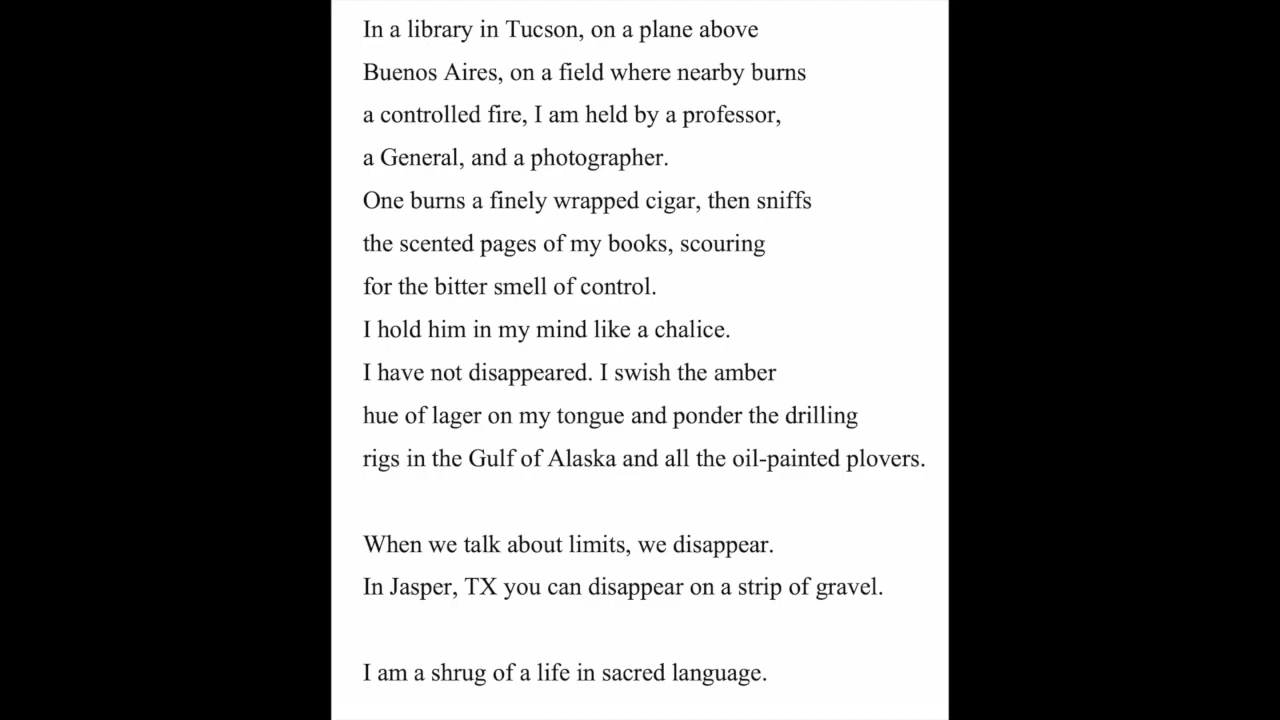 In a library in Tucson, on a plane above
Buenos Aires, on a field where nearby burns
a controlled fire, I am held by a professor,
a General, and a photographer.
One burns a finely wrapped cigar, then sniffs
the scented pages of my books, scouring
for the bitter smell of control.
I hold him in my mind like a chalice.
I have not disappeared. I swish the amber
hue of lager on my tongue and ponder the drilling
rigs in the Gulf of Alaska and all the oil-painted plovers.
When we talk about limits, we disappear.
In Jasper, TX you can disappear on a strip of gravel.
I am a shrug of a life in sacred language.